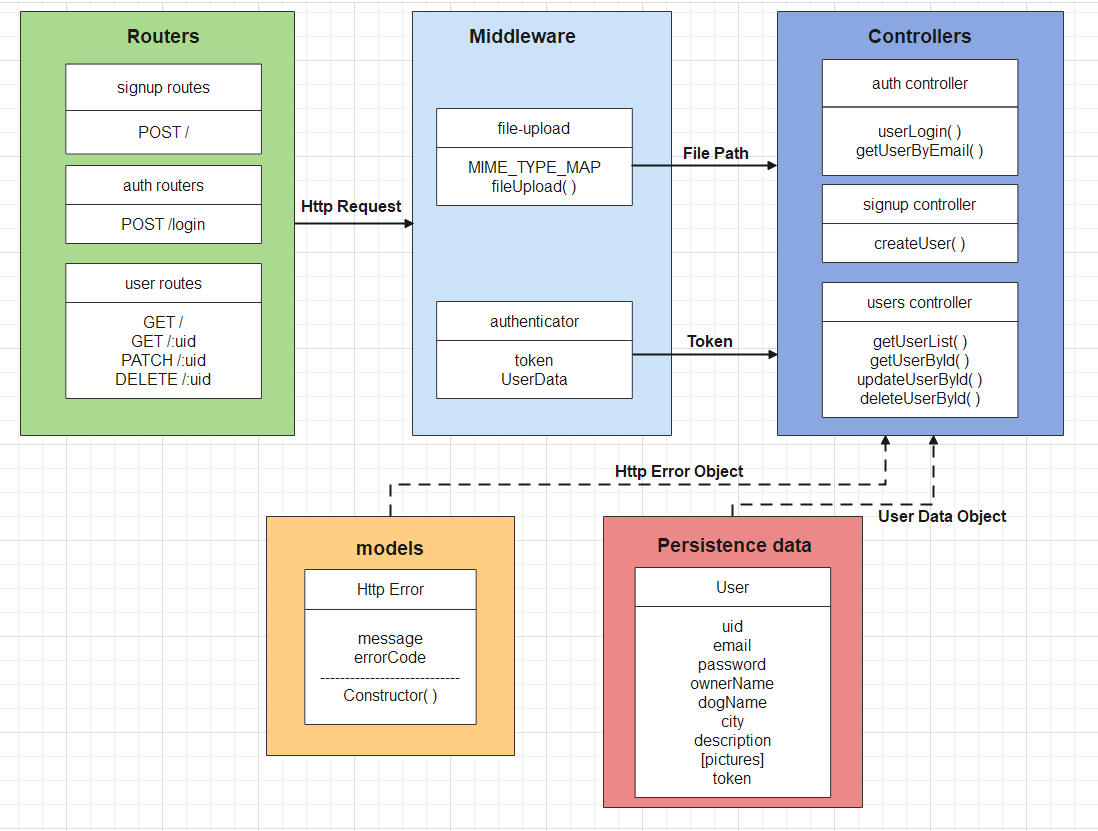 Routers
signup routes
POST /
auth routers
POST /login
user routes
GET /
GET /:uid
PATCH /:uid
DELETE /:uid
Http Request
Middleware
file-upload
MIME_TYPE_MAP
fileUpload( )
authenticator
token
UserData
File Path
Token
Controllers
auth controller
userLogin( )
getUserByEmail( )
signup controller
createUser( )
users controller
getUserList( )
getUserById( )
updateUserById( )
deleteUserById( )
Http Error Object
User Data Object
models
Http Error
message
errorCode
----------------------------
Constructor( )
Persistence data
User
uid
email
password
ownerName
dogName
city
description
[pictures]
token